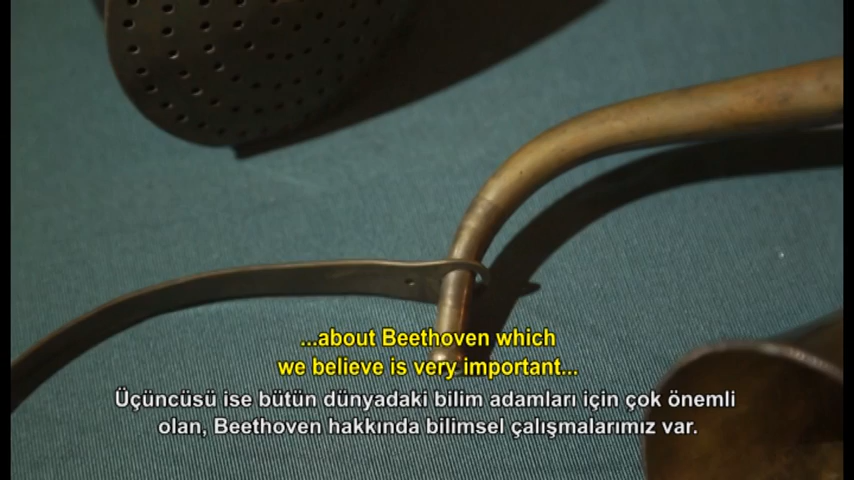 ...about Beethoven which
we believe is very important...
Üçüncüsü ise bütün dünyadaki bilim adamları için çok önemli
olan, Beethoven hakkında bilimsel çalışmalarımız var.